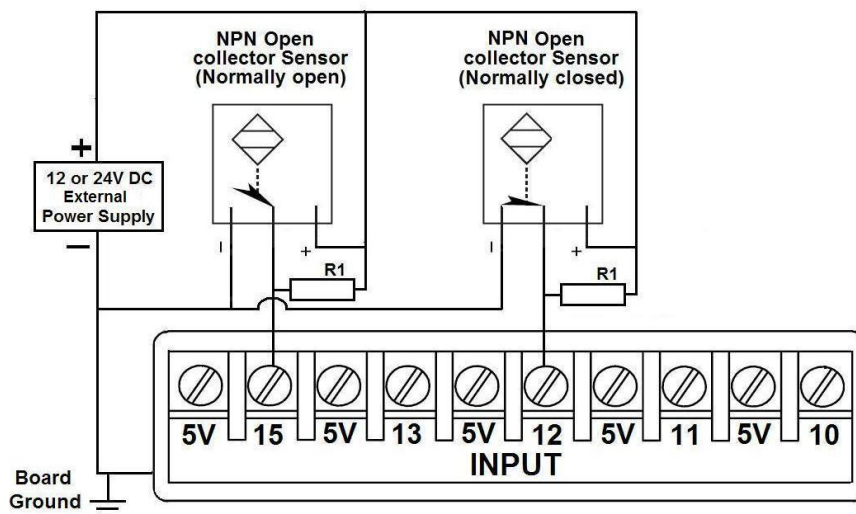 NPN Open
collector Sensor
(Normally open)
NPN Open
collector Sensor
(Normally closed)
+
12 or 24V DC
External
Power Supply
−
I
+
R1
I
+
R1
5V 15 5V 13 5V 12 5V 11 5V 10
INPUT
Board
Ground